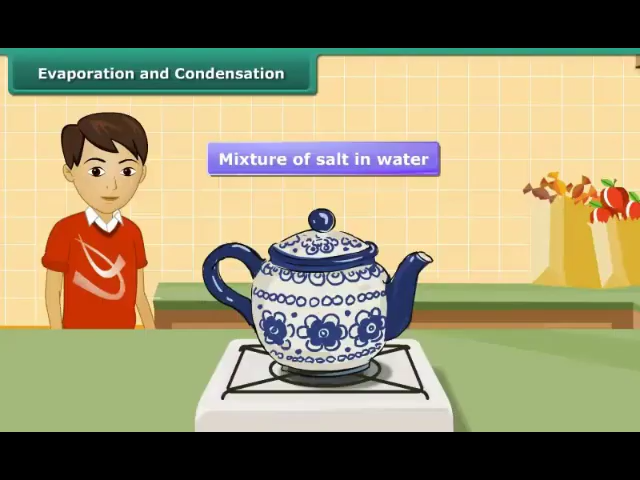 Evaporation and Condensation
Mixture of salt in water